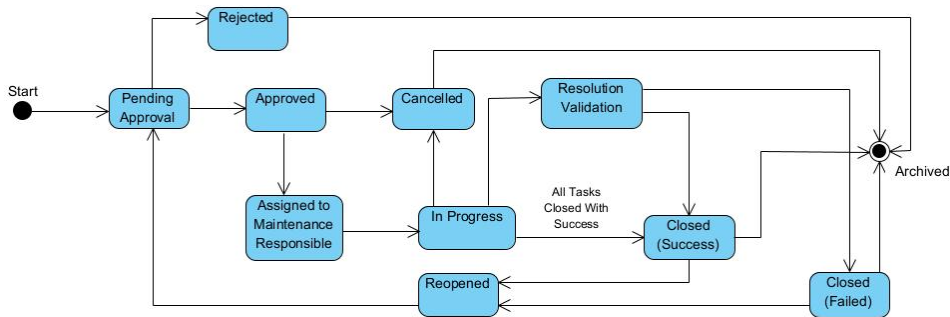 Rejected
Start
Pending
Approval
Approved
Cancelled
Resolution
Validation
Archived
Assigned to
Maintenance
Responsible
In Progress
All Tasks
Closed With
Success
Closed
(Success)
Reopened
Closed
(Failed)